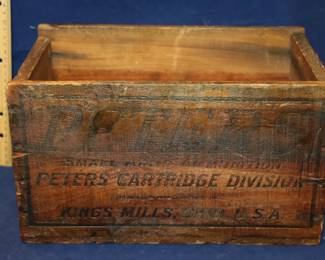 PETERS
SMALL ARMS AMMUNITION
PETERS CARTRIDGE DIVISION
KINGS MILLS, OHIO, U.S.A.